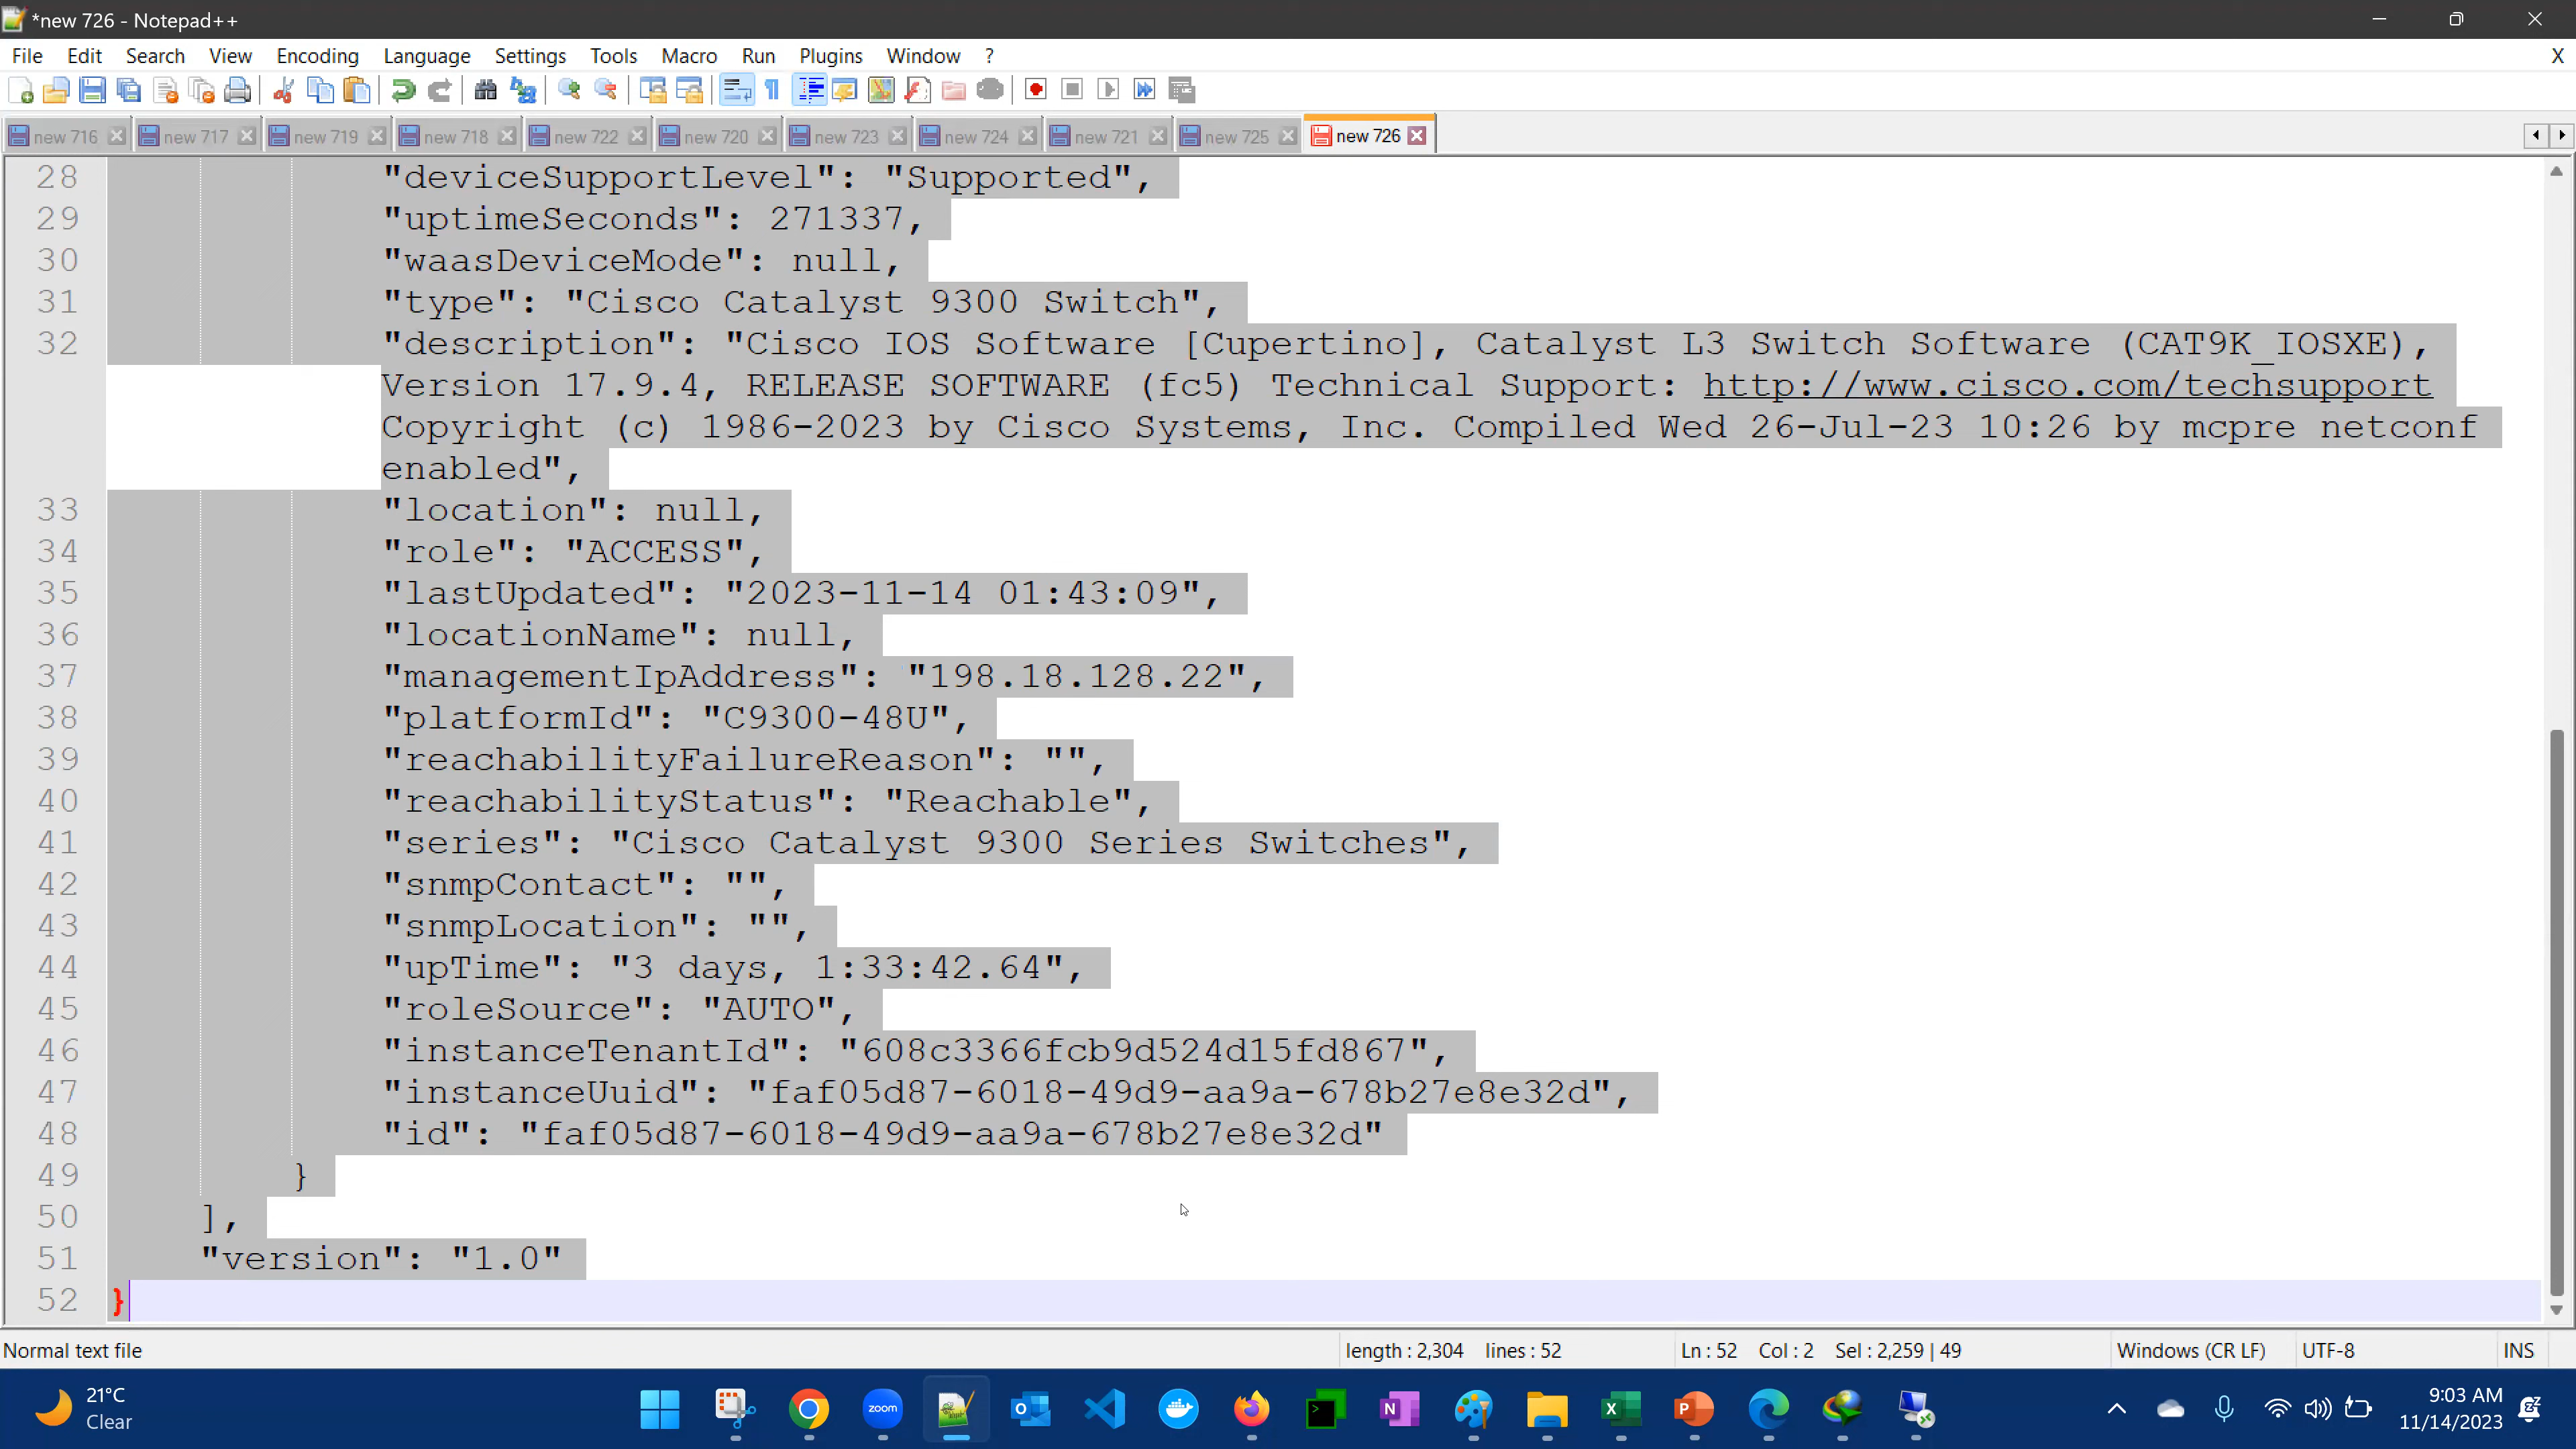 *new 726 - Notepad++
File Edit Search View Encoding Language Settings Tools Macro Run Plugins Window ? X
new 716 new 717 new 719 new 718 new 722 new 720 new 723 new 724 new 721 new 725 new 726
28 "deviceSupportLevel": "Supported",
29 "uptimeSeconds": 271337,
30 "waasDeviceMode": null,
31 "type": "Cisco Catalyst 9300 Switch",
32 "description": "Cisco IOS Software [Cupertino], Catalyst L3 Switch Software (CAT9K_IOSXE),
Version 17.9.4, RELEASE SOFTWARE (fc5) Technical Support: http://www.cisco.com/techsupport
Copyright (c) 1986-2023 by Cisco Systems, Inc. Compiled Wed 26-Jul-23 10:26 by mcpre netconf
enabled",
33 "location": null,
34 "role": "ACCESS",
35 "lastUpdated": "2023-11-14 01:43:09",
36 "locationName": null,
37 "managementIpAddress": "198.18.128.22",
38 "platformId": "C9300-48U",
39 "reachabilityFailureReason": "",
40 "reachabilityStatus": "Reachable",
41 "series": "Cisco Catalyst 9300 Series Switches",
42 "snmpContact": "",
43 "snmpLocation": "",
44 "upTime": "3 days, 1:33:42.64",
45 "roleSource": "AUTO",
46 "instanceTenantId": "608c3366fcb9d524d15fd867",
47 "instanceUuid": "faf05d87-6018-49d9-aa9a-678b27e8e32d",
48 "id": "faf05d87-6018-49d9-aa9a-678b27e8e32d"
49 }
50 ],
51 "version": "1.0"
52 }
Normal text file length : 2,304 lines : 52 Ln : 52 Col : 2 Sel : 2,259 | 49 Windows (CR LF) UTF-8 INS
21°C
Clear
zoom
9:03 AM
11/14/2023